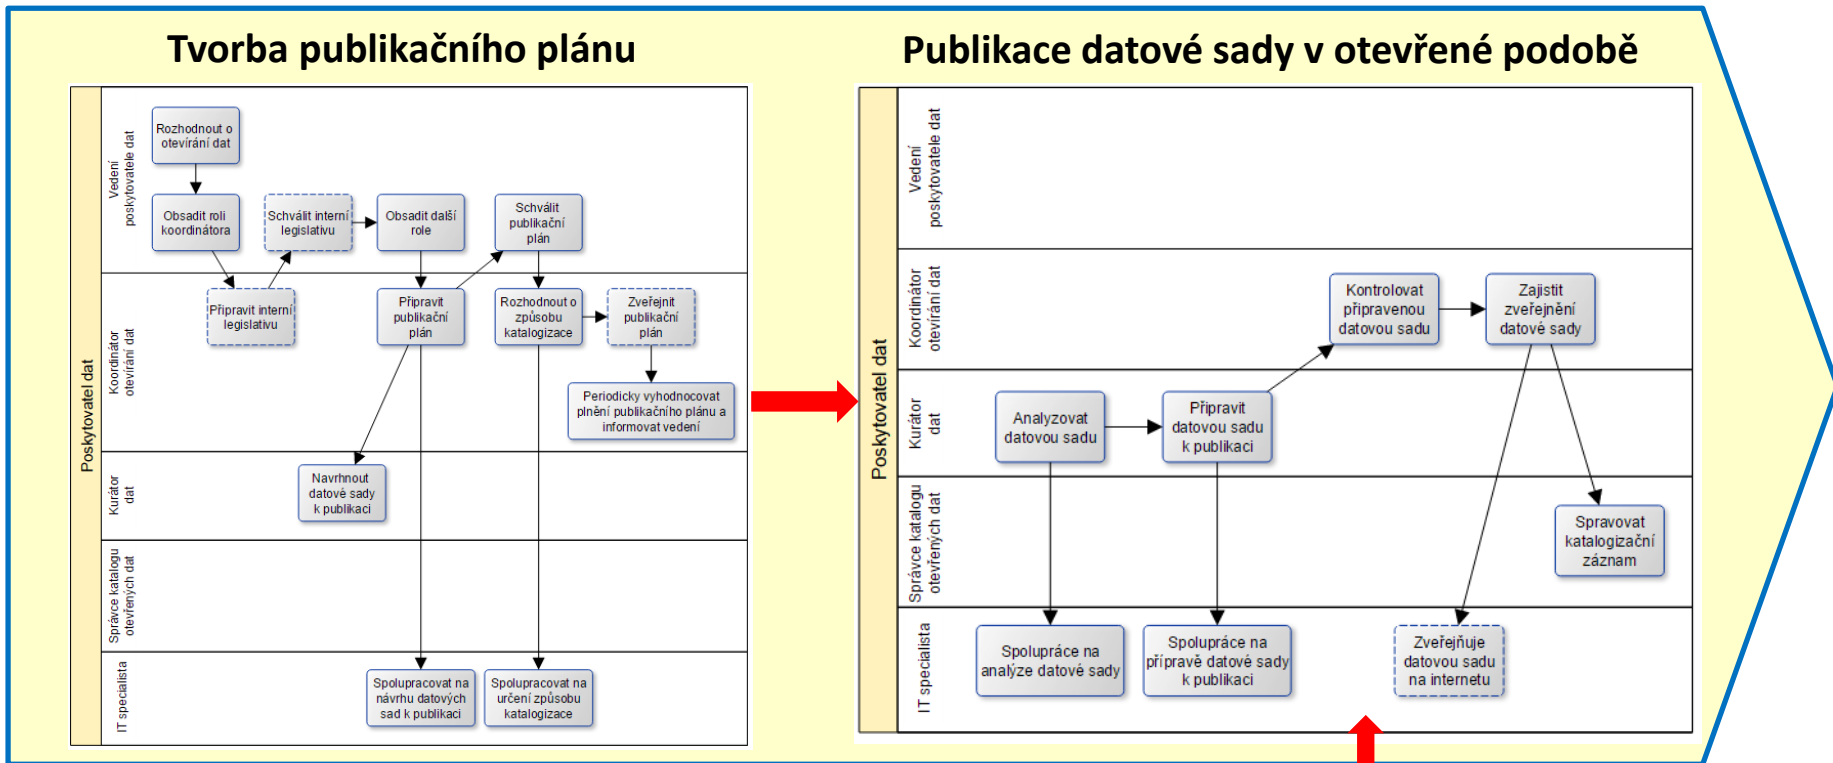 Tvorba publikačního plánu
Poskytovatel dat
Vedení
poskytovatele dat
Rozhodnout o
otevírání dat
Obsadit roli
koordinátora
Schválit interní
legislativu
Obsadit další
role
Schválit
publikační
plán
Koordinátor
otevírání dat
Připravit interní
legislativu
Připravit
publikační
plán
Rozhodnout o
způsobu
katalogizace
Zveřejnit
publikační
plán
Periodicky vyhodnocovat
plnění publikačního plánu a
informovat vedení
Kurátor
dat
Navrhnout
datové sady
k publikaci
Správce katalogu
otevřených dat
IT specialista
Spolupracovat na
návrhu datových
sad k publikaci
Spolupracovat na
určení způsobu
katalogizace
Publikace datové sady v otevřené podobě
Poskytovatel dat
Vedení
poskytovatele dat
Koordinátor
otevírání dat
Kontrolovat
připravenou
datovou sadu
Zajistit
zveřejnění
datové sady
Kurátor
dat
Analyzovat
datovou sadu
Připravit
datovou sadu
k publikaci
Správce katalogu
otevřených dat
Spravovat
katalogizační
záznam
IT specialista
Spolupráce na
analýze datové sady
Spolupráce na
přípravě datové sady
k publikaci
Zveřejňuje
datovou sadu
na internetu